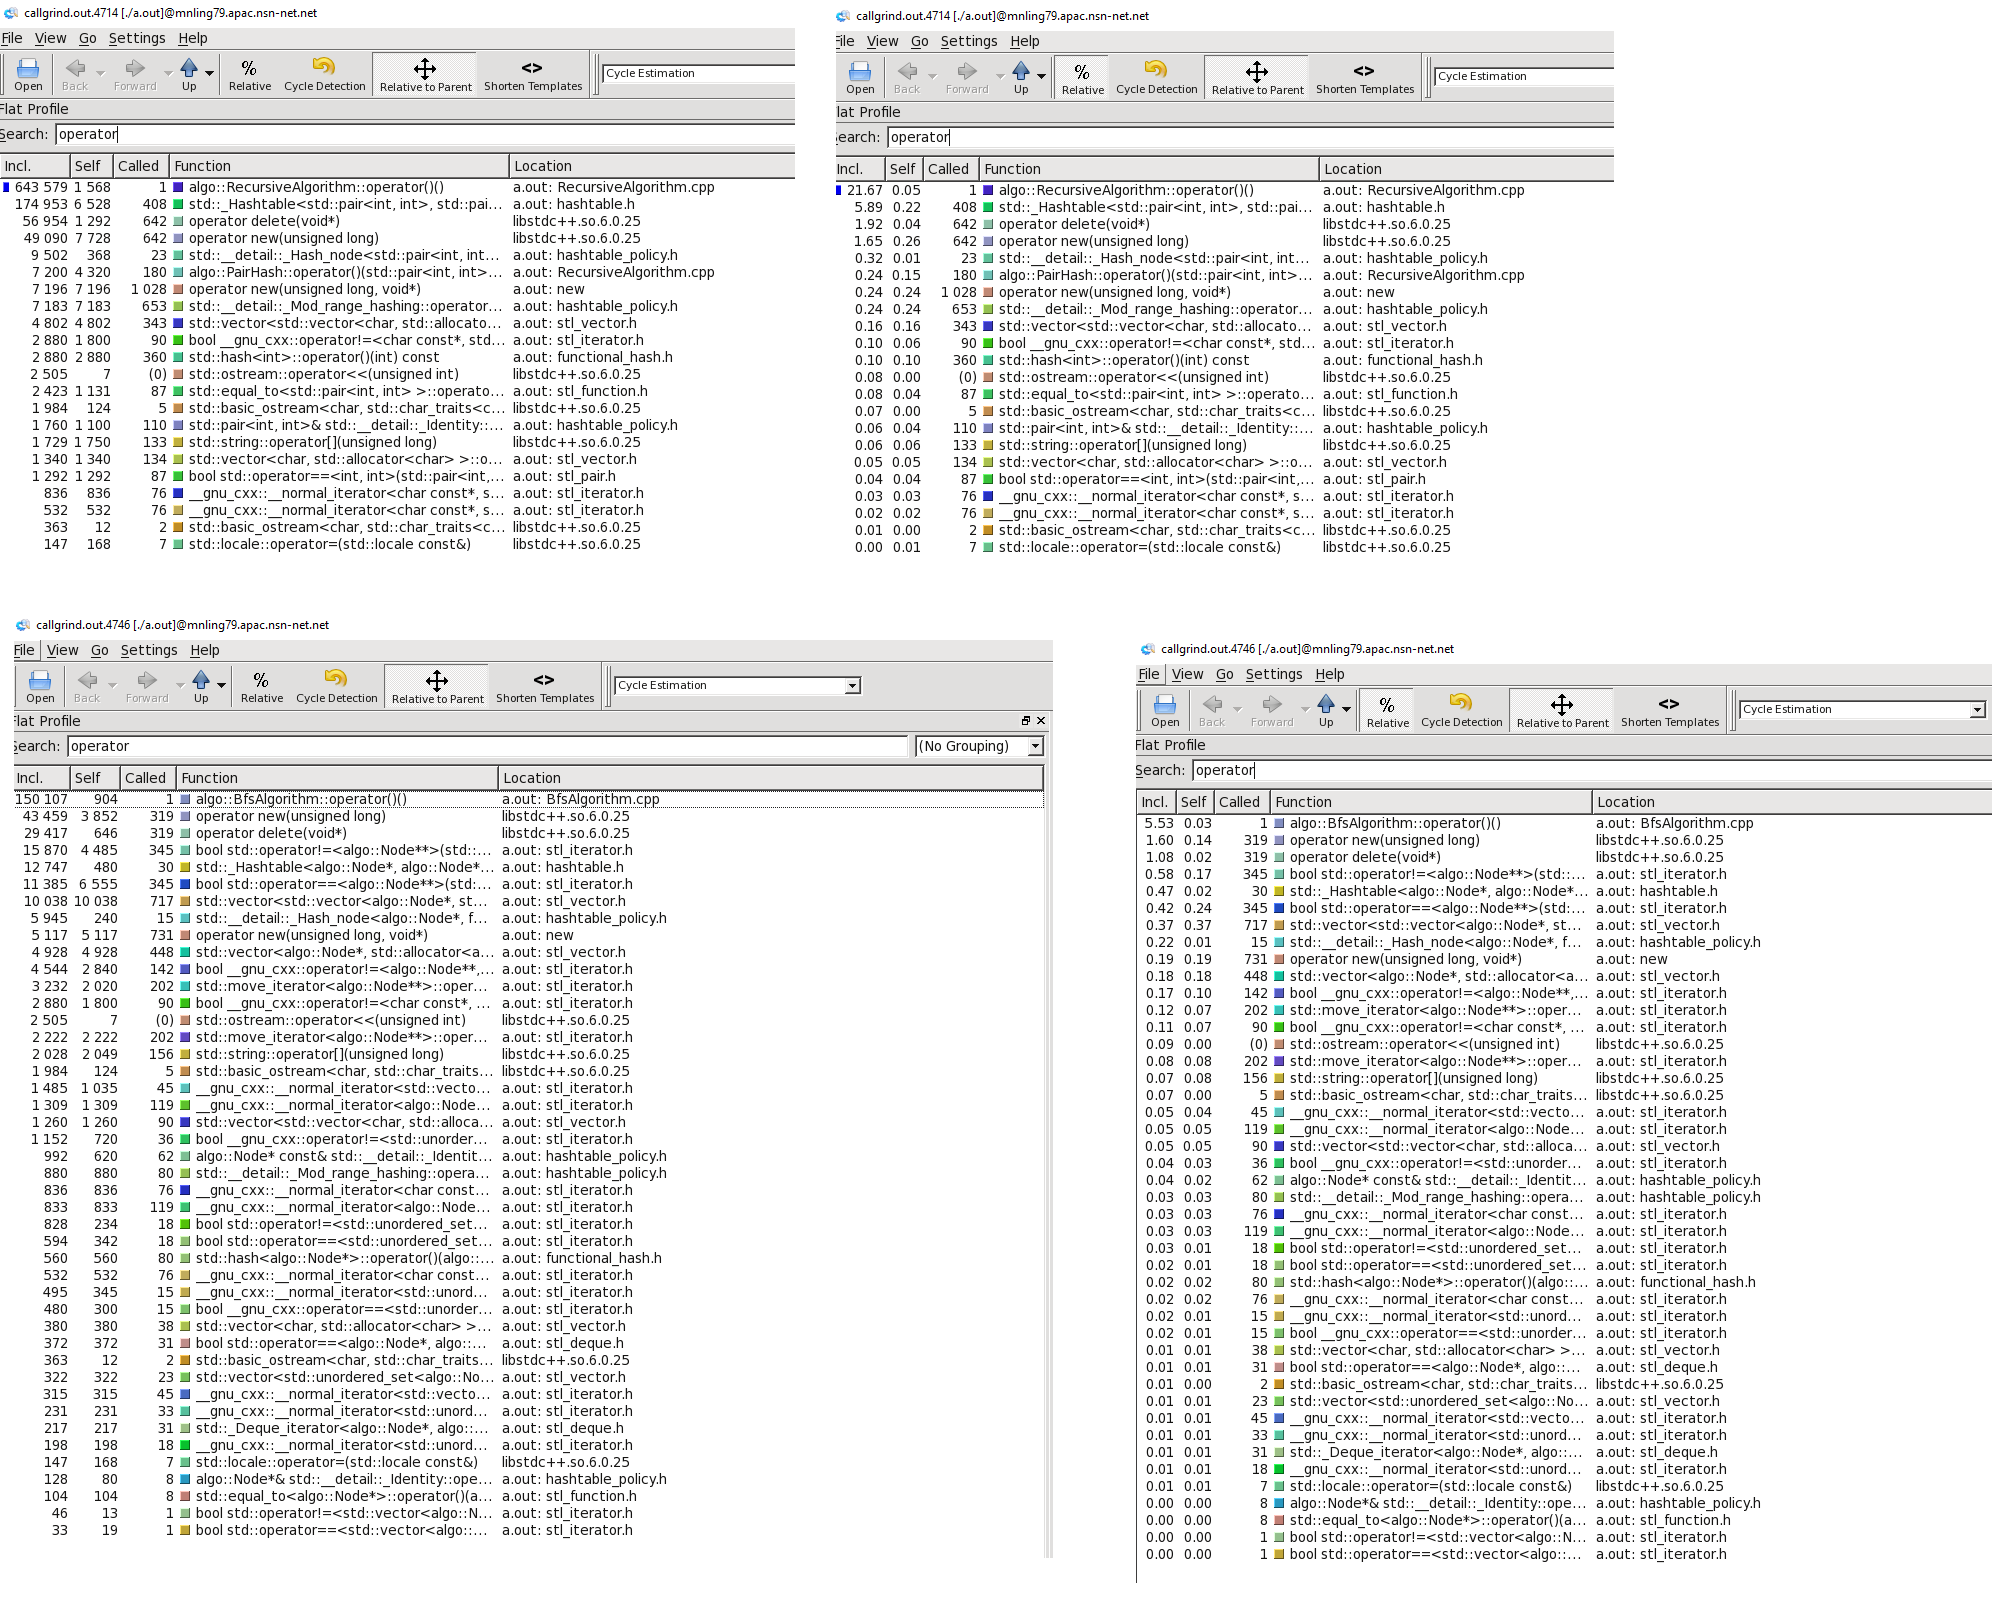 callgrind.out.4714 [./a.out]@mnling79.apac.nsn-net.net
File View Go Settings Help
Open Back Forward Up % Relative Cycle Detection Relative to Parent <> Shorten Templates Cycle Estimation
Flat Profile
Search: operator
Incl. Self Called Function Location
643 579 1 568 1 algo::RecursiveAlgorithm::operator()() a.out: RecursiveAlgorithm.cpp
174 953 6 528 408 std::_Hashtable<std::pair<int, int>, std::pai... a.out: hashtable.h
56 954 1 292 642 operator delete(void*) libstdc++.so.6.0.25
49 090 7 728 642 operator new(unsigned long) libstdc++.so.6.0.25
9 502 368 23 std::__detail::_Hash_node<std::pair<int, int... a.out: hashtable_policy.h
7 200 4 320 180 algo::PairHash::operator()(std::pair<int, int>... a.out: RecursiveAlgorithm.cpp
7 196 7 196 1 028 operator new(unsigned long, void*) a.out: new
7 183 7 183 653 std::__detail::_Mod_range_hashing::operator... a.out: hashtable_policy.h
4 802 4 802 343 std::vector<std::vector<char, std::allocato... a.out: stl_vector.h
2 880 1 800 90 bool __gnu_cxx::operator!=<char const*, std... a.out: stl_iterator.h
2 880 2 880 360 std::hash<int>::operator()(int) const a.out: functional_hash.h
2 505 7 (0) std::ostream::operator<<(unsigned int) libstdc++.so.6.0.25
2 423 1 131 87 std::equal_to<std::pair<int, int> >::operato... a.out: stl_function.h
1 984 124 5 std::basic_ostream<char, std::char_traits<c... libstdc++.so.6.0.25
1 760 1 100 110 std::pair<int, int>& std::__detail::_Identity::... a.out: hashtable_policy.h
1 729 1 750 133 std::string::operator[](unsigned long) libstdc++.so.6.0.25
1 340 1 340 134 std::vector<char, std::allocator<char> >::o... a.out: stl_vector.h
1 292 1 292 87 bool std::operator==<int, int>(std::pair<int,... a.out: stl_pair.h
836 836 76 __gnu_cxx::__normal_iterator<char const*, s... a.out: stl_iterator.h
532 532 76 __gnu_cxx::__normal_iterator<char const*, s... a.out: stl_iterator.h
363 12 2 std::basic_ostream<char, std::char_traits<c... libstdc++.so.6.0.25
147 168 7 std::locale::operator=(std::locale const&) libstdc++.so.6.0.25
callgrind.out.4714 [./a.out]@mnling79.apac.nsn-net.net
File View Go Settings Help
Open Back Forward Up % Relative Cycle Detection Relative to Parent <> Shorten Templates Cycle Estimation
lat Profile
earch: operator
Incl. Self Called Function Location
21.67 0.05 1 algo::RecursiveAlgorithm::operator()() a.out: RecursiveAlgorithm.cpp
5.89 0.22 408 std::_Hashtable<std::pair<int, int>, std::pai... a.out: hashtable.h
1.92 0.04 642 operator delete(void*) libstdc++.so.6.0.25
1.65 0.26 642 operator new(unsigned long) libstdc++.so.6.0.25
0.32 0.01 23 std::__detail::_Hash_node<std::pair<int, int... a.out: hashtable_policy.h
0.24 0.15 180 algo::PairHash::operator()(std::pair<int, int>... a.out: RecursiveAlgorithm.cpp
0.24 0.24 1 028 operator new(unsigned long, void*) a.out: new
0.24 0.24 653 std::__detail::_Mod_range_hashing::operator... a.out: hashtable_policy.h
0.16 0.16 343 std::vector<std::vector<char, std::allocato... a.out: stl_vector.h
0.10 0.06 90 bool __gnu_cxx::operator!=<char const*, std... a.out: stl_iterator.h
0.10 0.10 360 std::hash<int>::operator()(int) const a.out: functional_hash.h
0.08 0.00 (0) std::ostream::operator<<(unsigned int) libstdc++.so.6.0.25
0.08 0.04 87 std::equal_to<std::pair<int, int> >::operato... a.out: stl_function.h
0.07 0.00 5 std::basic_ostream<char, std::char_traits<c... libstdc++.so.6.0.25
0.06 0.04 110 std::pair<int, int>& std::__detail::_Identity::... a.out: hashtable_policy.h
0.06 0.06 133 std::string::operator[](unsigned long) libstdc++.so.6.0.25
0.05 0.05 134 std::vector<char, std::allocator<char> >::o... a.out: stl_vector.h
0.04 0.04 87 bool std::operator==<int, int>(std::pair<int,... a.out: stl_pair.h
0.03 0.03 76 __gnu_cxx::__normal_iterator<char const*, s... a.out: stl_iterator.h
0.02 0.02 76 __gnu_cxx::__normal_iterator<char const*, s... a.out: stl_iterator.h
0.01 0.00 2 std::basic_ostream<char, std::char_traits<c... libstdc++.so.6.0.25
0.00 0.01 7 std::locale::operator=(std::locale const&) libstdc++.so.6.0.25
callgrind.out.4746 [./a.out]@mnling79.apac.nsn-net.net
File View Go Settings Help
Open Back Forward Up % Relative Cycle Detection Relative to Parent <> Shorten Templates Cycle Estimation
Flat Profile
Search: operator (No Grouping)
Incl. Self Called Function Location
150 107 904 1 algo::BfsAlgorithm::operator()() a.out: BfsAlgorithm.cpp
43 459 3 852 319 operator new(unsigned long) libstdc++.so.6.0.25
29 417 646 319 operator delete(void*) libstdc++.so.6.0.25
15 870 4 485 345 bool std::operator!=<algo::Node**>(std::... a.out: stl_iterator.h
12 747 480 30 std::_Hashtable<algo::Node*, algo::Node*... a.out: hashtable.h
11 385 6 555 345 bool std::operator==<algo::Node**>(std:... a.out: stl_iterator.h
10 038 10 038 717 std::vector<std::vector<algo::Node*, st... a.out: stl_vector.h
5 945 240 15 std::__detail::_Hash_node<algo::Node*, f... a.out: hashtable_policy.h
5 117 5 117 731 operator new(unsigned long, void*) a.out: new
4 928 4 928 448 std::vector<algo::Node*, std::allocator<a... a.out: stl_vector.h
4 544 2 840 142 bool __gnu_cxx::operator!=<algo::Node**,... a.out: stl_iterator.h
3 232 2 020 202 std::move_iterator<algo::Node**>::oper... a.out: stl_iterator.h
2 880 1 800 90 bool __gnu_cxx::operator!=<char const*, ... a.out: stl_iterator.h
2 505 7 (0) std::ostream::operator<<(unsigned int) libstdc++.so.6.0.25
2 222 2 222 202 std::move_iterator<algo::Node**>::oper... a.out: stl_iterator.h
2 028 2 049 156 std::string::operator[](unsigned long) libstdc++.so.6.0.25
1 984 124 5 std::basic_ostream<char, std::char_traits... libstdc++.so.6.0.25
1 485 1 035 45 __gnu_cxx::__normal_iterator<std::vecto... a.out: stl_iterator.h
1 309 1 309 119 __gnu_cxx::__normal_iterator<algo::Node... a.out: stl_iterator.h
1 260 1 260 90 std::vector<std::vector<char, std::alloca... a.out: stl_vector.h
1 152 720 36 bool __gnu_cxx::operator!=<std::unorder... a.out: stl_iterator.h
992 620 62 algo::Node* const& std::__detail::_Identit... a.out: hashtable_policy.h
880 880 80 std::__detail::_Mod_range_hashing::opera... a.out: hashtable_policy.h
836 836 76 __gnu_cxx::__normal_iterator<char const... a.out: stl_iterator.h
833 833 119 __gnu_cxx::__normal_iterator<algo::Node... a.out: stl_iterator.h
828 234 18 bool std::operator!=<std::unordered_set... a.out: stl_iterator.h
594 342 18 bool std::operator==<std::unordered_set... a.out: stl_iterator.h
560 560 80 std::hash<algo::Node*>::operator()(algo::... a.out: functional_hash.h
532 532 76 __gnu_cxx::__normal_iterator<char const... a.out: stl_iterator.h
495 345 15 __gnu_cxx::__normal_iterator<std::unord... a.out: stl_iterator.h
480 300 15 bool __gnu_cxx::operator==<std::unorder... a.out: stl_iterator.h
380 380 38 std::vector<char, std::allocator<char> >... a.out: stl_vector.h
372 372 31 bool std::operator==<algo::Node*, algo::... a.out: stl_deque.h
363 12 2 std::basic_ostream<char, std::char_traits... libstdc++.so.6.0.25
322 322 23 std::vector<std::unordered_set<algo::No... a.out: stl_vector.h
315 315 45 __gnu_cxx::__normal_iterator<std::vecto... a.out: stl_iterator.h
231 231 33 __gnu_cxx::__normal_iterator<std::unord... a.out: stl_iterator.h
217 217 31 std::_Deque_iterator<algo::Node*, algo::... a.out: stl_deque.h
198 198 18 __gnu_cxx::__normal_iterator<std::unord... a.out: stl_iterator.h
147 168 7 std::locale::operator=(std::locale const&) libstdc++.so.6.0.25
128 80 8 algo::Node*& std::__detail::_Identity::ope... a.out: hashtable_policy.h
104 104 8 std::equal_to<algo::Node*>::operator()(a... a.out: stl_function.h
46 13 1 bool std::operator!=<std::vector<algo::N... a.out: stl_iterator.h
33 19 1 bool std::operator==<std::vector<algo::... a.out: stl_iterator.h
callgrind.out.4746 [./a.out]@mnling79.apac.nsn-net.net
File View Go Settings Help
Open Back Forward Up % Relative Cycle Detection Relative to Parent <> Shorten Templates Cycle Estimation
Flat Profile
Search: operator
Incl. Self Called Function Location
5.53 0.03 1 algo::BfsAlgorithm::operator()() a.out: BfsAlgorithm.cpp
1.60 0.14 319 operator new(unsigned long) libstdc++.so.6.0.25
1.08 0.02 319 operator delete(void*) libstdc++.so.6.0.25
0.58 0.17 345 bool std::operator!=<algo::Node**>(std::... a.out: stl_iterator.h
0.47 0.02 30 std::_Hashtable<algo::Node*, algo::Node*... a.out: hashtable.h
0.42 0.24 345 bool std::operator==<algo::Node**>(std:... a.out: stl_iterator.h
0.37 0.37 717 std::vector<std::vector<algo::Node*, st... a.out: stl_vector.h
0.22 0.01 15 std::__detail::_Hash_node<algo::Node*, f... a.out: hashtable_policy.h
0.19 0.19 731 operator new(unsigned long, void*) a.out: new
0.18 0.18 448 std::vector<algo::Node*, std::allocator<a... a.out: stl_vector.h
0.17 0.10 142 bool __gnu_cxx::operator!=<algo::Node**,... a.out: stl_iterator.h
0.12 0.07 202 std::move_iterator<algo::Node**>::oper... a.out: stl_iterator.h
0.11 0.07 90 bool __gnu_cxx::operator!=<char const*, ... a.out: stl_iterator.h
0.09 0.00 (0) std::ostream::operator<<(unsigned int) libstdc++.so.6.0.25
0.08 0.08 202 std::move_iterator<algo::Node**>::oper... a.out: stl_iterator.h
0.07 0.08 156 std::string::operator[](unsigned long) libstdc++.so.6.0.25
0.07 0.00 5 std::basic_ostream<char, std::char_traits... libstdc++.so.6.0.25
0.05 0.04 45 __gnu_cxx::__normal_iterator<std::vecto... a.out: stl_iterator.h
0.05 0.05 119 __gnu_cxx::__normal_iterator<algo::Node... a.out: stl_iterator.h
0.05 0.05 90 std::vector<std::vector<char, std::alloca... a.out: stl_vector.h
0.04 0.03 36 bool __gnu_cxx::operator!=<std::unorder... a.out: stl_iterator.h
0.04 0.02 62 algo::Node* const& std::__detail::_Identit... a.out: hashtable_policy.h
0.03 0.03 80 std::__detail::_Mod_range_hashing::opera... a.out: hashtable_policy.h
0.03 0.03 76 __gnu_cxx::__normal_iterator<char const... a.out: stl_iterator.h
0.03 0.03 119 __gnu_cxx::__normal_iterator<algo::Node... a.out: stl_iterator.h
0.03 0.01 18 bool std::operator!=<std::unordered_set... a.out: stl_iterator.h
0.02 0.01 18 bool std::operator==<std::unordered_set... a.out: stl_iterator.h
0.02 0.02 80 std::hash<algo::Node*>::operator()(algo::... a.out: functional_hash.h
0.02 0.02 76 __gnu_cxx::__normal_iterator<char const... a.out: stl_iterator.h
0.02 0.01 15 __gnu_cxx::__normal_iterator<std::unord... a.out: stl_iterator.h
0.02 0.01 15 bool __gnu_cxx::operator==<std::unorder... a.out: stl_iterator.h
0.01 0.01 38 std::vector<char, std::allocator<char> >... a.out: stl_vector.h
0.01 0.01 31 bool std::operator==<algo::Node*, algo::... a.out: stl_deque.h
0.01 0.00 2 std::basic_ostream<char, std::char_traits... libstdc++.so.6.0.25
0.01 0.01 23 std::vector<std::unordered_set<algo::No... a.out: stl_vector.h
0.01 0.01 45 __gnu_cxx::__normal_iterator<std::vecto... a.out: stl_iterator.h
0.01 0.01 33 __gnu_cxx::__normal_iterator<std::unord... a.out: stl_iterator.h
0.01 0.01 31 std::_Deque_iterator<algo::Node*, algo::... a.out: stl_deque.h
0.01 0.01 18 __gnu_cxx::__normal_iterator<std::unord... a.out: stl_iterator.h
0.01 0.01 7 std::locale::operator=(std::locale const&) libstdc++.so.6.0.25
0.00 0.00 8 algo::Node*& std::__detail::_Identity::ope... a.out: hashtable_policy.h
0.00 0.00 8 std::equal_to<algo::Node*>::operator()(a... a.out: stl_function.h
0.00 0.00 1 bool std::operator!=<std::vector<algo::N... a.out: stl_iterator.h
0.00 0.00 1 bool std::operator==<std::vector<algo::... a.out: stl_iterator.h